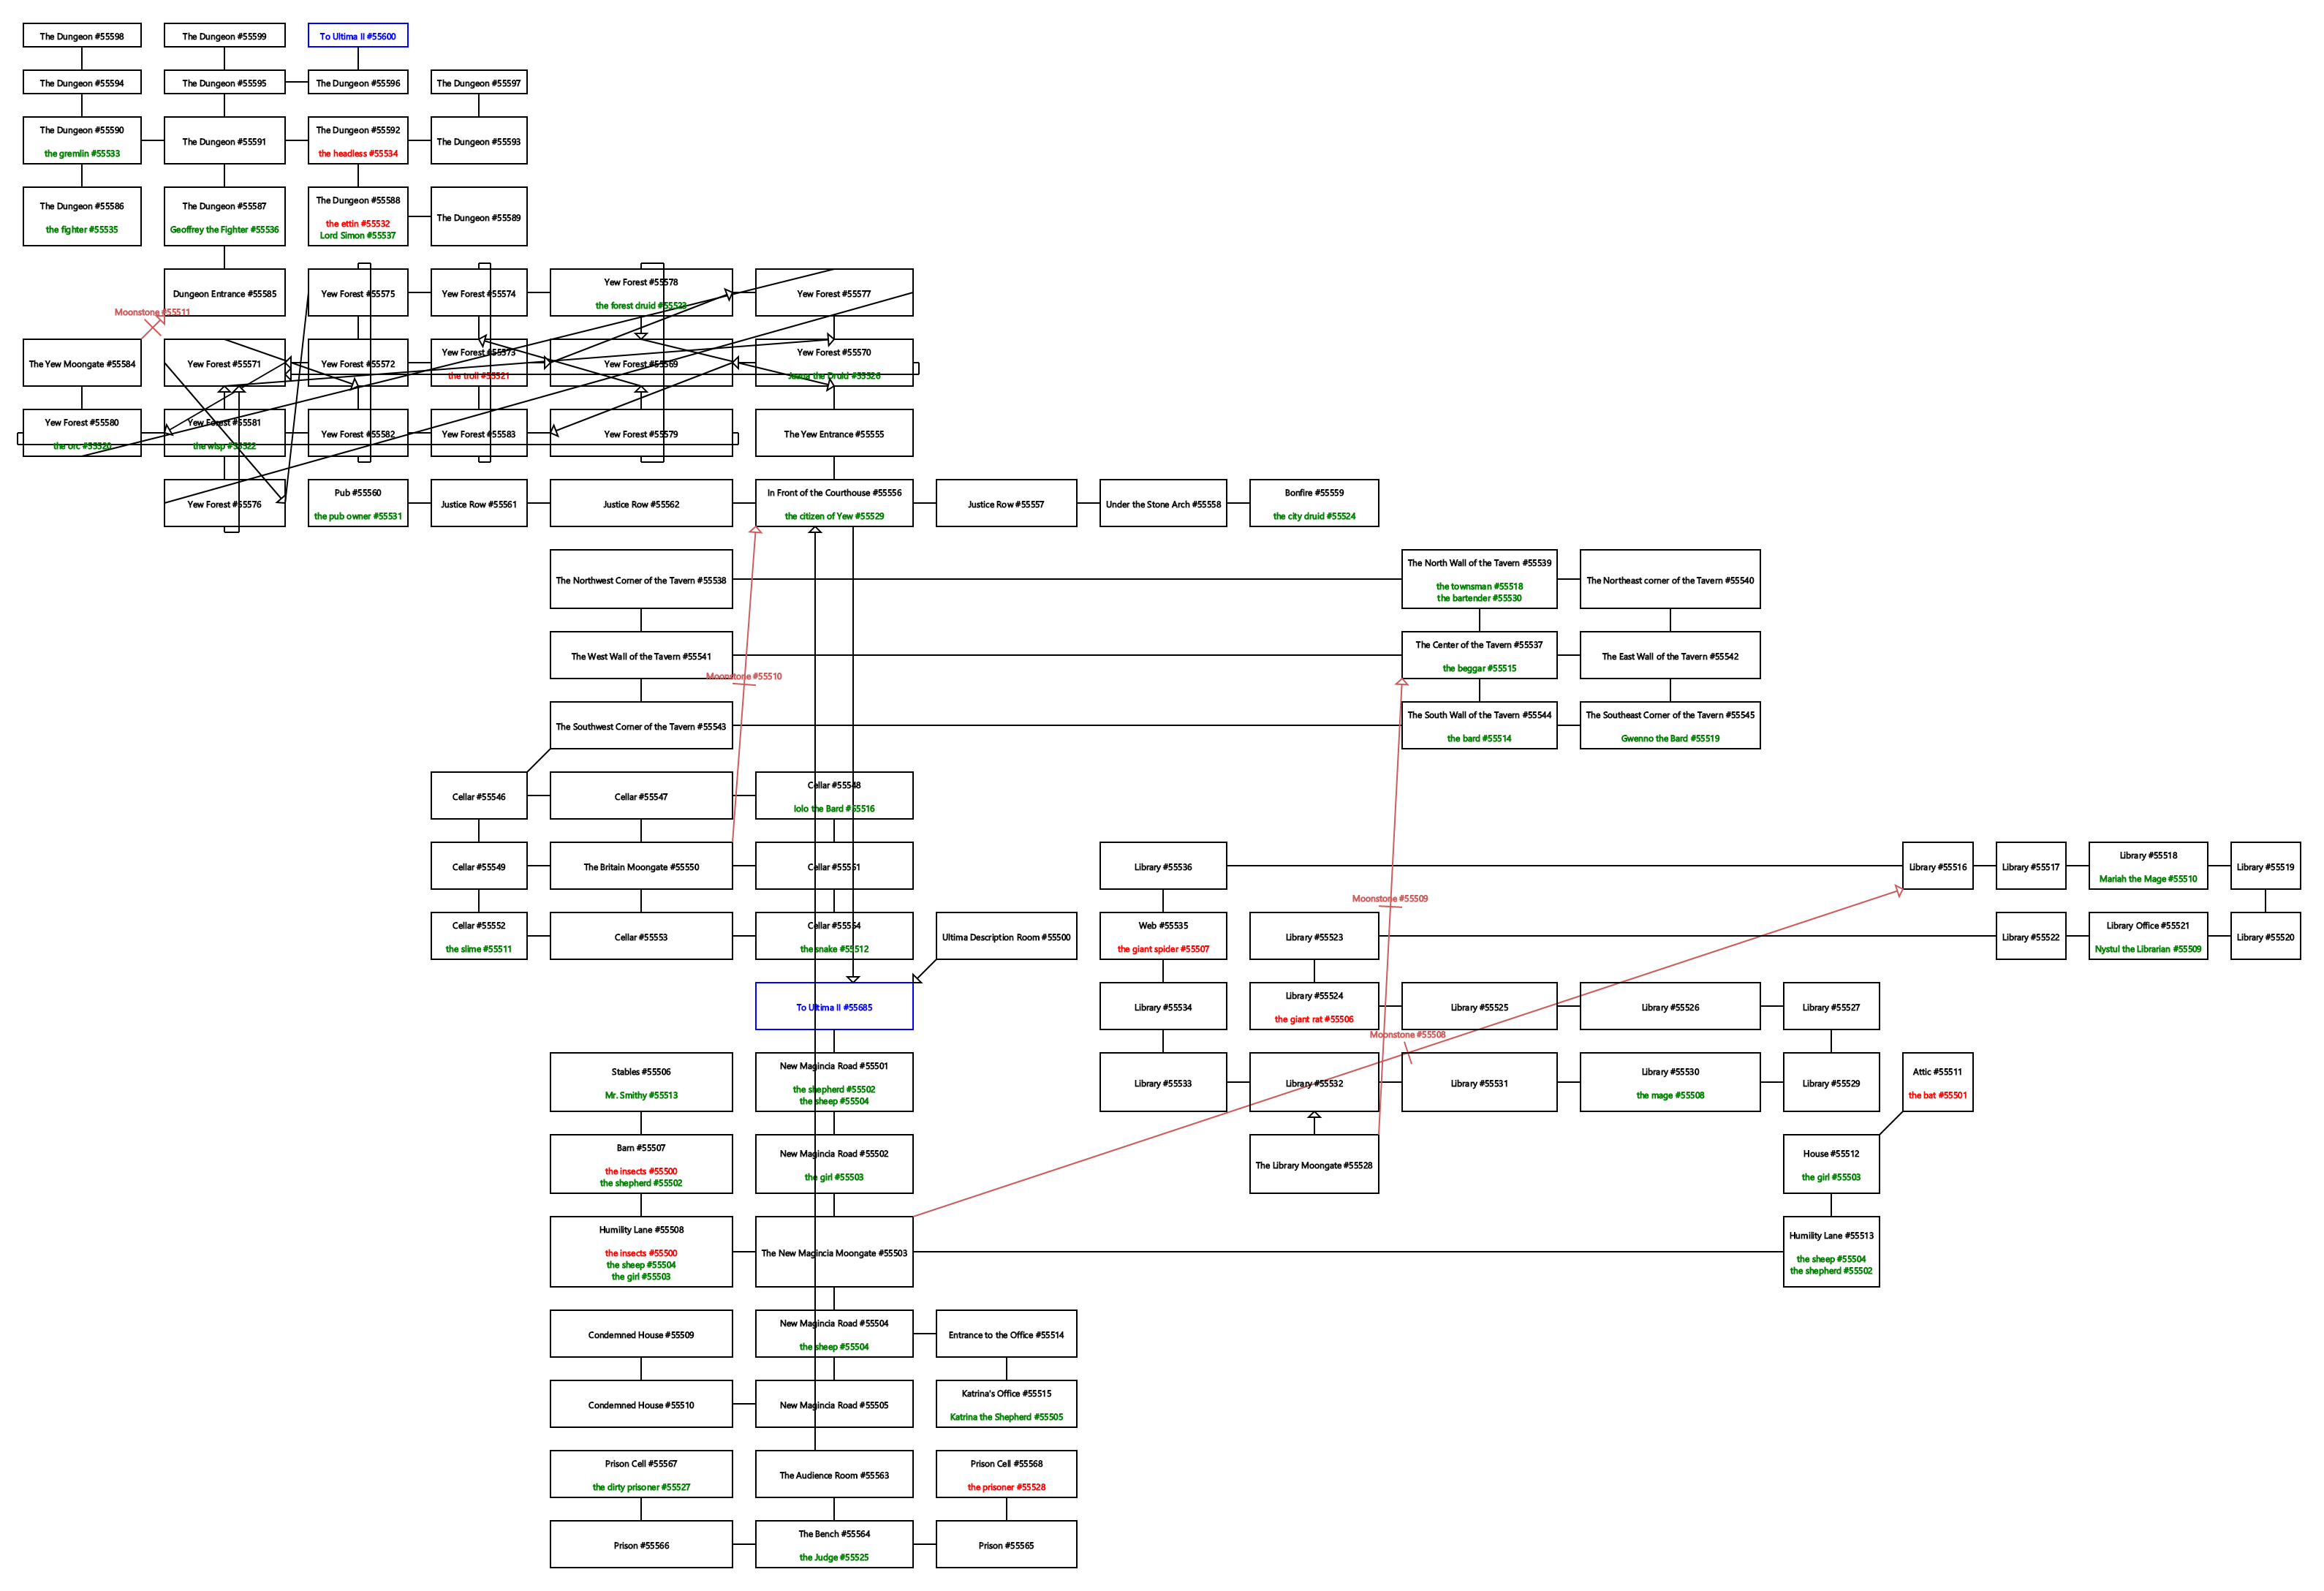 The Dungeon #55598
The Dungeon #55599
To Ultima II #55600
The Dungeon #55594
The Dungeon #55595
The Dungeon #55596
The Dungeon #55597
The Dungeon #55590
the gremlin #55533
The Dungeon #55591
The Dungeon #55592
the headless #55534
The Dungeon #55593
The Dungeon #55586
the fighter #55535
The Dungeon #55587
Geoffrey the Fighter #55536
The Dungeon #55588
the ettin #55532
Lord Simon #55537
The Dungeon #55589
Dungeon Entrance #55585
Yew Forest #55575
Yew Forest #55574
Yew Forest #55578
the forest druid #55523
Yew Forest #55577
Moonstone #55511
The Yew Moongate #55584
Yew Forest #55571
Yew Forest #55572
Yew Forest #55573
the troll #55521
Yew Forest #55569
Yew Forest #55570
Jaana the Druid #55526
Yew Forest #55580
the orc #55520
Yew Forest #55581
the wisp #55522
Yew Forest #55582
Yew Forest #55583
Yew Forest #55579
The Yew Entrance #55555
Yew Forest #55576
Pub #55560
the pub owner #55531
Justice Row #55561
Justice Row #55562
In Front of the Courthouse #55556
the citizen of Yew #55529
Justice Row #55557
Under the Stone Arch #55558
Bonfire #55559
the city druid #55524
The Northwest Corner of the Tavern #55538
The North Wall of the Tavern #55539
the townsman #55518
the bartender #55530
The Northeast corner of the Tavern #55540
The West Wall of the Tavern #55541
The Center of the Tavern #55537
the beggar #55515
The East Wall of the Tavern #55542
Moonstone #55510
The Southwest Corner of the Tavern #55543
The South Wall of the Tavern #55544
the bard #55514
The Southeast Corner of the Tavern #55545
Gwenno the Bard #55519
Cellar #55546
Cellar #55547
Cellar #55548
Iolo the Bard #55516
Cellar #55549
The Britain Moongate #55550
Cellar #55551
Library #55536
Library #55516
Library #55517
Library #55518
Mariah the Mage #55510
Library #55519
Moonstone #55509
Cellar #55552
the slime #55511
Cellar #55553
Cellar #55554
the snake #55512
Ultima Description Room #55500
Web #55535
the giant spider #55507
Library #55523
Library #55522
Library Office #55521
Nystul the Librarian #55509
Library #55520
To Ultima II #55685
Library #55534
Library #55524
the giant rat #55506
Library #55525
Library #55526
Library #55527
Moonstone #55508
Stables #55506
Mr. Smithy #55513
New Magincia Road #55501
the shepherd #55502
the sheep #55504
Library #55533
Library #55532
Library #55531
Library #55530
the mage #55508
Library #55529
Attic #55511
the bat #55501
Barn #55507
the insects #55500
the shepherd #55502
New Magincia Road #55502
the girl #55503
The Library Moongate #55528
House #55512
the girl #55503
Humility Lane #55508
the insects #55500
the sheep #55504
the girl #55503
The New Magincia Moongate #55503
Humility Lane #55513
the sheep #55504
the shepherd #55502
Condemned House #55509
New Magincia Road #55504
the sheep #55504
Entrance to the Office #55514
Condemned House #55510
New Magincia Road #55505
Katrina's Office #55515
Katrina the Shepherd #55505
Prison Cell #55567
the dirty prisoner #55527
The Audience Room #55563
Prison Cell #55568
the prisoner #55528
Prison #55566
The Bench #55564
the Judge #55525
Prison #55565